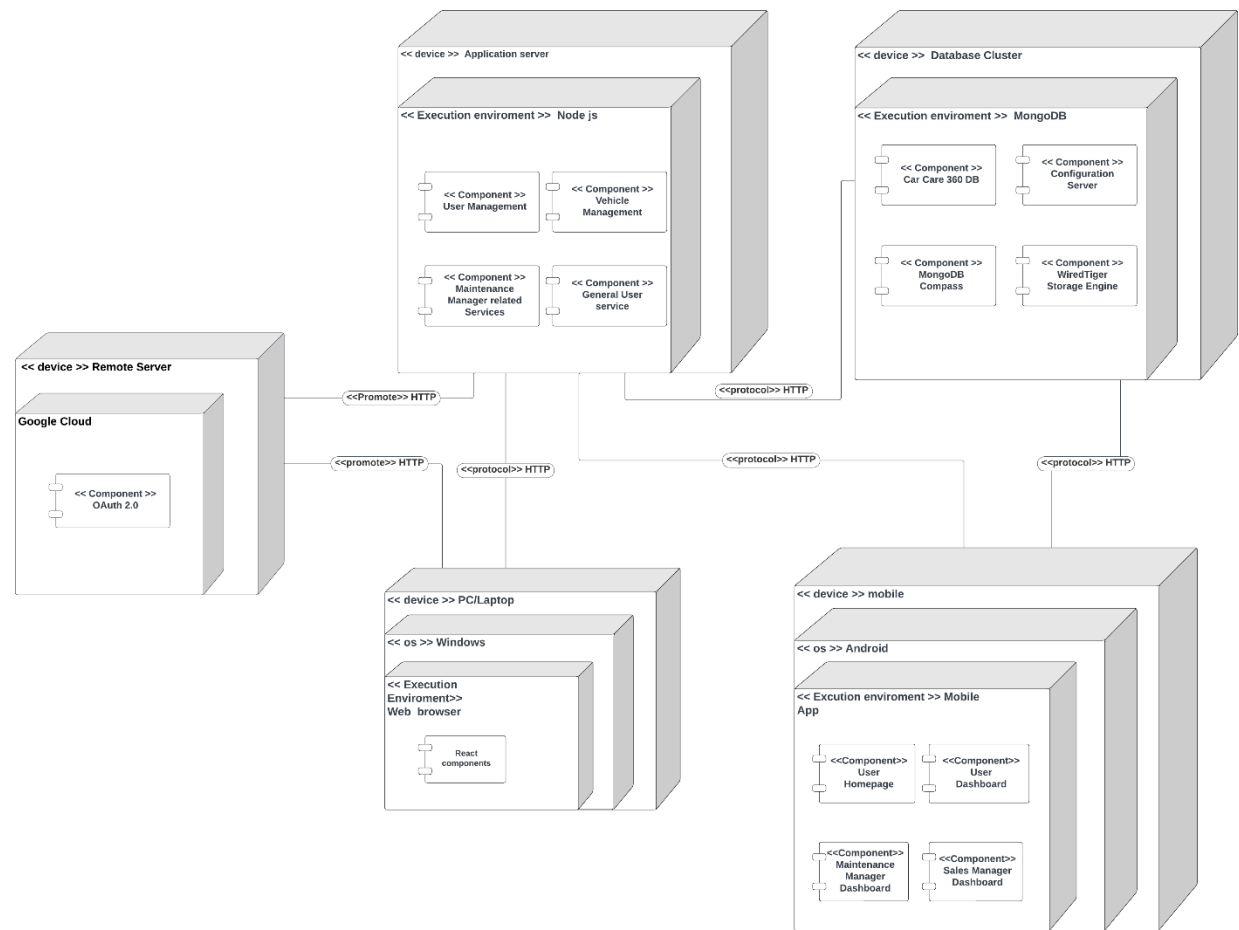 << device >>  Application server
<< Execution enviroment >>  Node js
<< Component >>
User Management
<< Component >>
Vehicle
Management
<< Component >>
Maintenance
Manager related
Services
<< Component >>
General User
service
<< device >>  Database Cluster
<< Execution enviroment >>  MongoDB
<< Component >>
Car Care 360 DB
<< Component >>
Configuration
Server
<< Component >>
MongoDB
Compass
<< Component >>
WiredTiger
Storage Engine
<< device >> Remote Server
Google Cloud
<< Component >>
OAuth 2.0
<<Promote>> HTTP
<<protocol>> HTTP
<<promote>> HTTP
<<protocol>> HTTP
<<protocol>> HTTP
<<protocol>> HTTP
<< device >> PC/Laptop
<< os >> Windows
<< Execution
Enviroment>>
Web  browser
React
components
<< device >> mobile
<< os >> Android
<< Excution enviroment >> Mobile
App
<<Component>>
User
Homepage
<<Component>>
User
Dashboard
<<Component>>
Maintenance
Manager
Dashboard
<<Component>>
Sales Manager
Dashboard